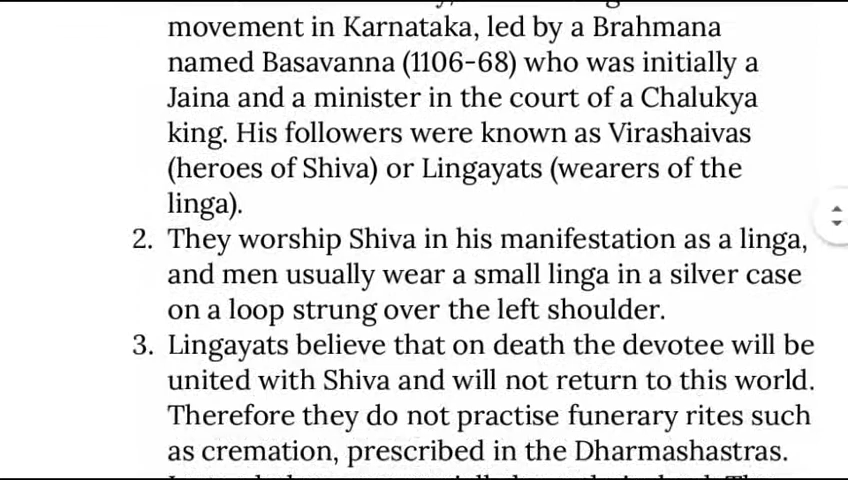 movement in Karnataka, led by a Brahmana
named Basavanna (1106-68) who was initially a
Jaina and a minister in the court of a Chalukya
king. His followers were known as Virashaivas
(heroes of Shiva) or Lingayats (wearers of the
linga).
2. They worship Shiva in his manifestation as a linga,
and men usually wear a small linga in a silver case
on a loop strung over the left shoulder.
3. Lingayats believe that on death the devotee will be
united with Shiva and will not return to this world.
Therefore they do not practise funerary rites such
as cremation, prescribed in the Dharmashastras.